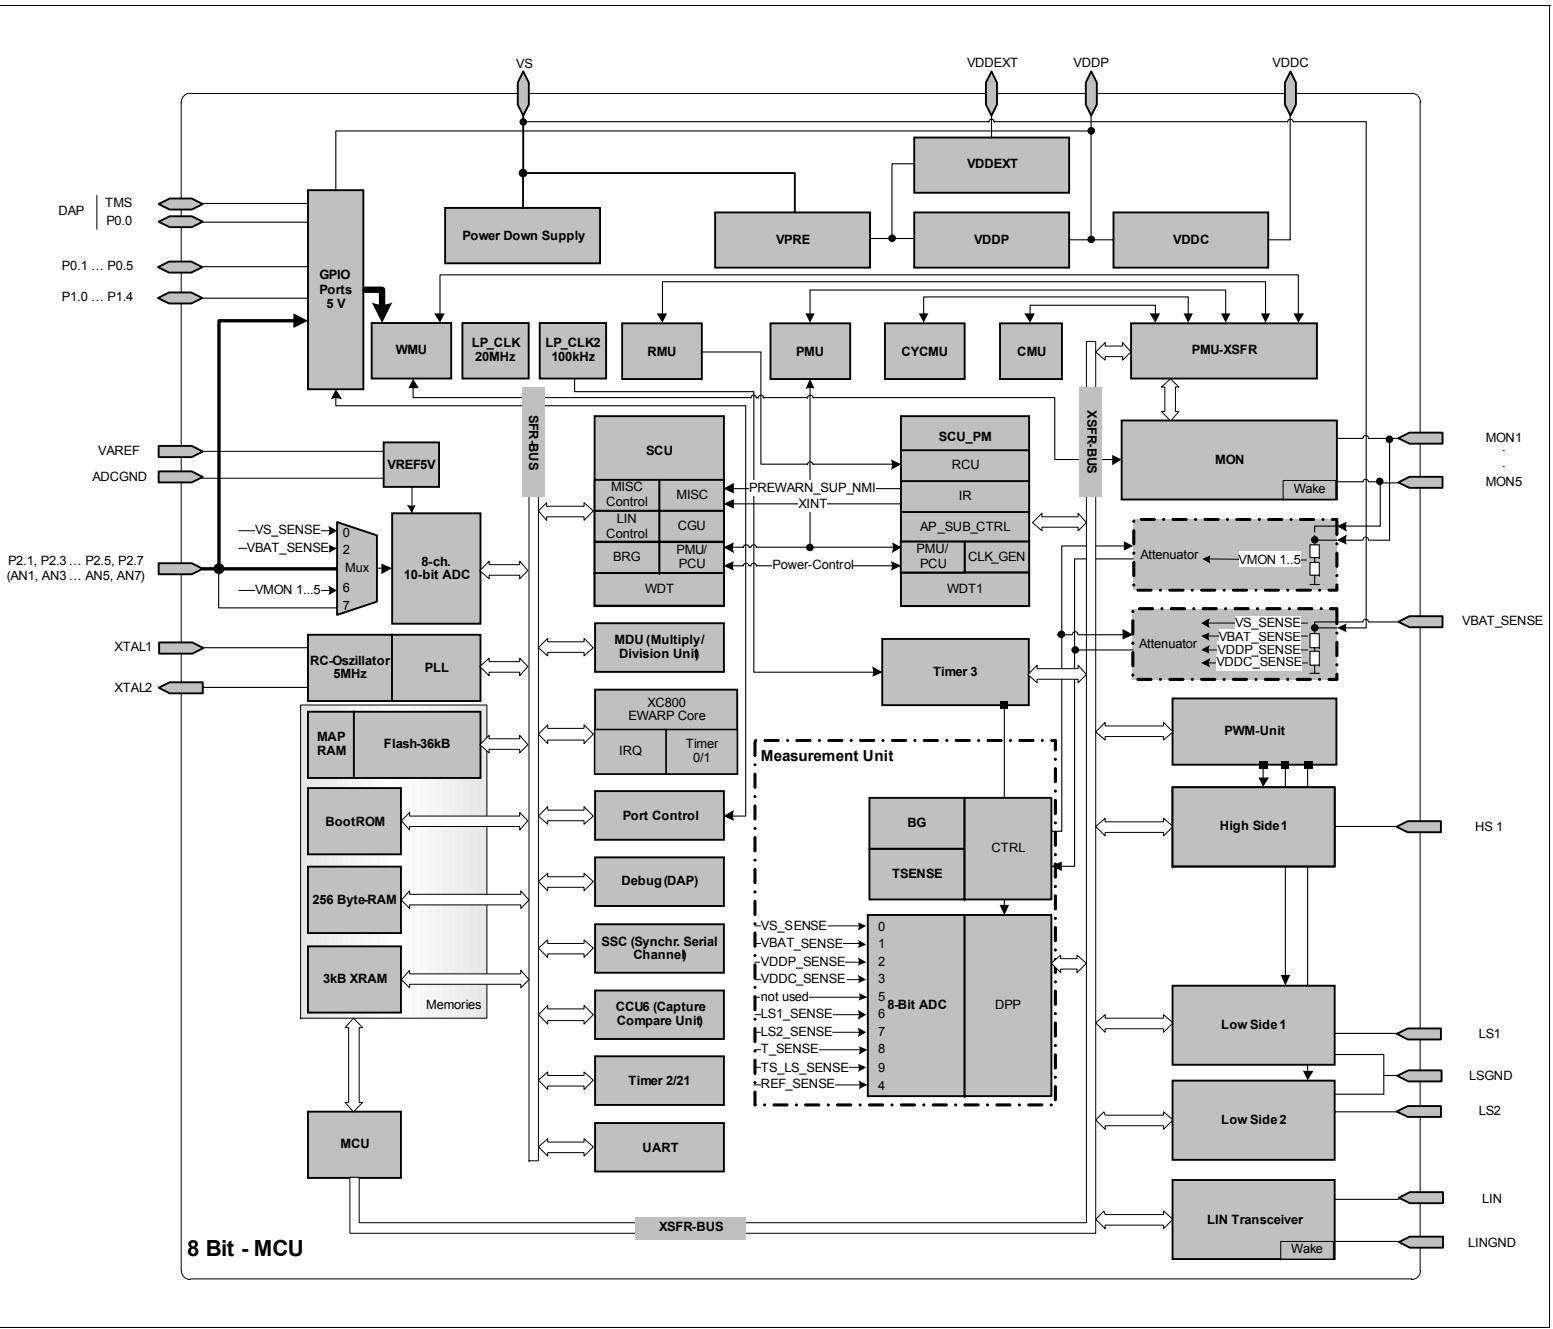 VS
VDDEXT
VDDP
VDDC
VDDEXT
DAP
TMS
P0.0
Power Down Supply
VPRE
VDDP
VDDC
P0.1 … P0.5
P1.0 … P1.4
GPIO
Ports
5 V
WMU
LP_CLK
20MHz
LP_CLK2
100kHz
RMU
PMU
CYCMU
CMU
PMU-XSFR
SFR-BUS
XSFR-BUS
VAREF
ADCGND
VREF5V
SCU
MISC
Control
MISC
LIN
Control
CGU
BRG
PMU/
PCU
WDT
PREWARN_SUP_NMI
XINT
Power-Control
SCU_PM
RCU
IR
AP_SUB_CTRL
PMU/
PCU
CLK_GEN
WDT1
MON
Wake
MON1
.
.
MON5
VS_SENSE
VBAT_SENSE
VMON 1..5
0
2
Mux
6
7
8-ch.
10-bit ADC
P2.1, P2.3 … P2.5, P2.7
(AN1, AN3 … AN5, AN7)
Attenuator
VMON 1..5
Attenuator
VS_SENSE
VBAT_SENSE
VDDP_SENSE
VDDC_SENSE
VBAT_SENSE
XTAL1
XTAL2
RC-Oszillator
5MHz
PLL
MDU (Multiply/
Division Unit)
Timer 3
MAP
RAM
Flash-36kB
XC800
EWARP Core
IRQ
Timer
0/1
PWM-Unit
Measurement Unit
BootROM
Port Control
BG
TSENSE
CTRL
High Side 1
HS 1
256 Byte-RAM
Debug (DAP)
3kB XRAM
Memories
SSC (Synchr. Serial
Channel)
CCU6 (Capture
Compare Unit)
VS_SENSE
VBAT_SENSE
VDDP_SENSE
VDDC_SENSE
not used
LS1_SENSE
LS2_SENSE
T_SENSE
TS_LS_SENSE
REF_SENSE
0
1
2
3
5
6
7
8
9
4
8-Bit ADC
DPP
Low Side 1
LS1
LSGND
Timer 2/21
Low Side 2
LS2
MCU
UART
LIN Transceiver
Wake
LIN
LINGND
XSFR-BUS
8 Bit - MCU